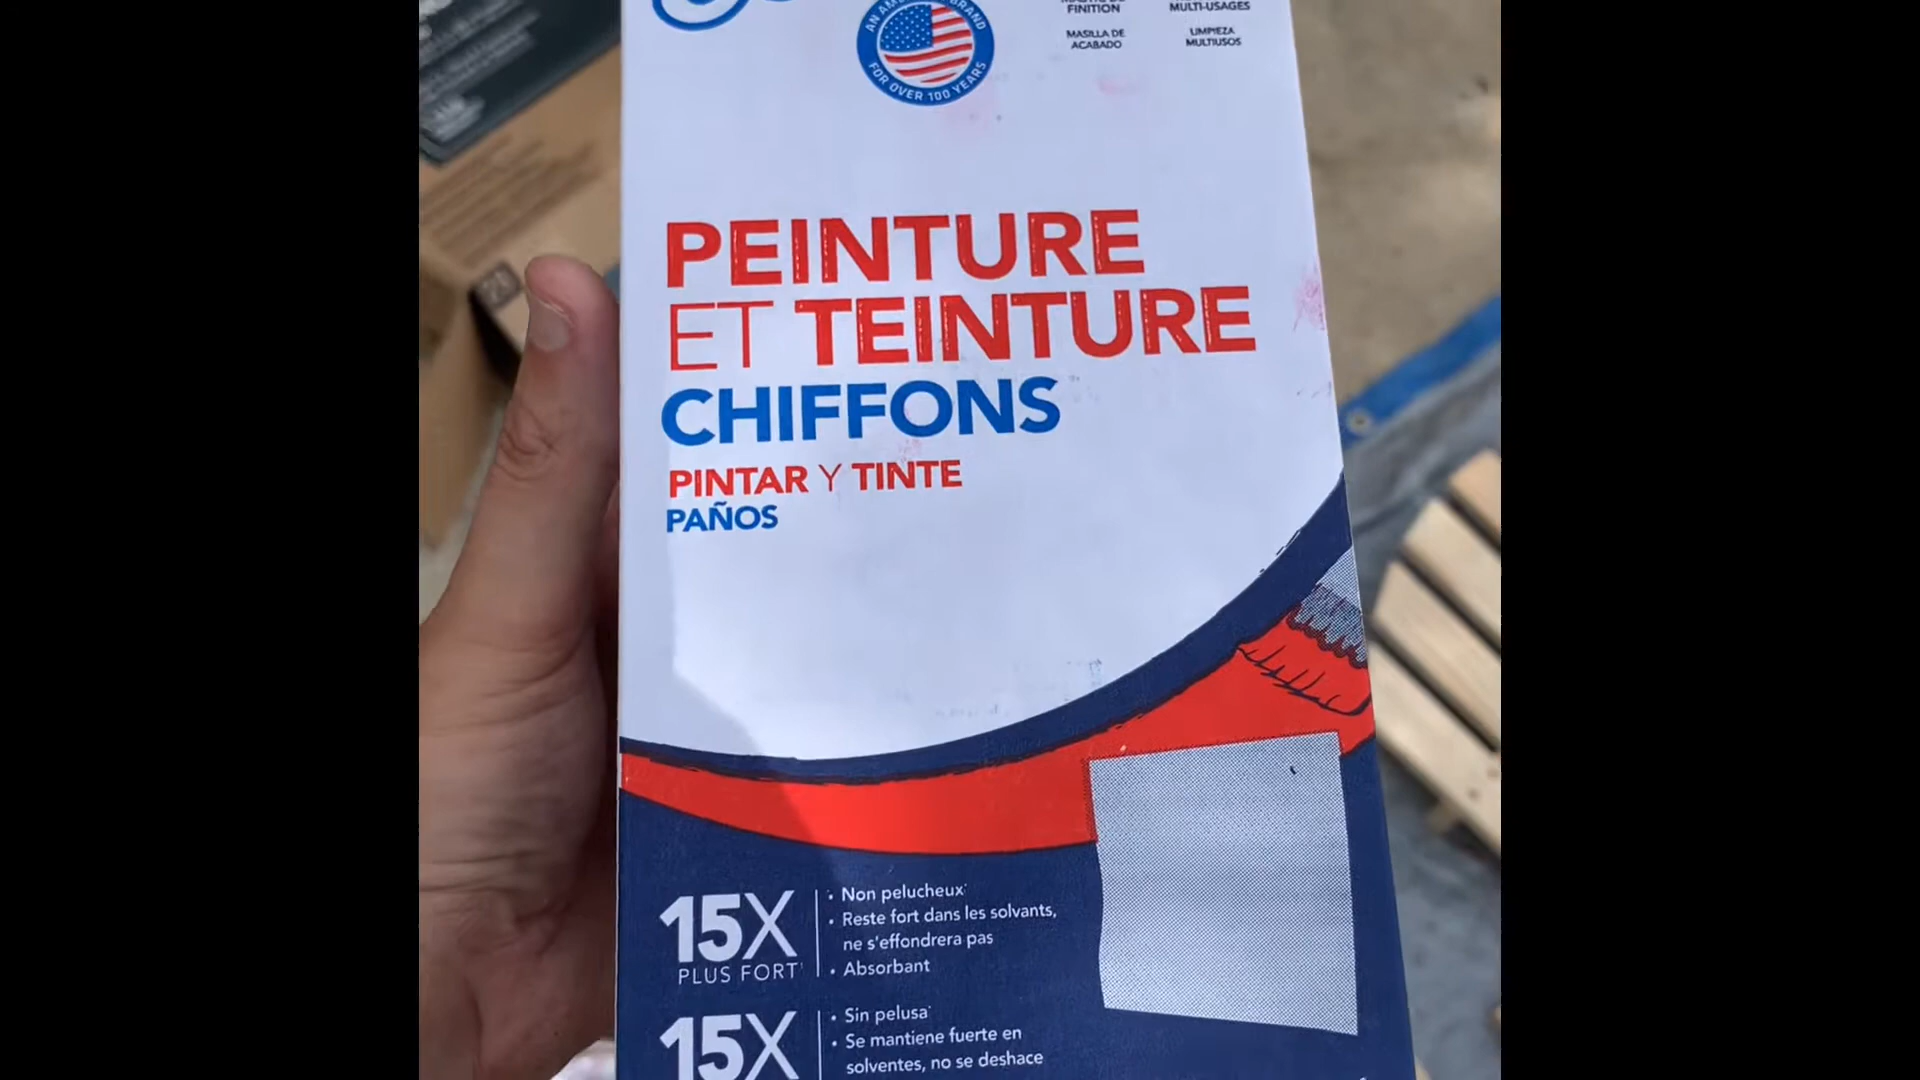 AN AMERICAN BRAND
FOR OVER 100 YEARS
FINITION
MASILLA DE
ACABADO
MULTI-USAGES
LIMPIEZA
MULTIUSOS
PEINTURE
ET TEINTURE
CHIFFONS
PINTAR Y TINTE
PAÑOS
15X
PLUS FORT
· Non pelucheux
· Reste fort dans les solvants,
ne s'effondrera pas
· Absorbant
15X
· Sin pelusa
· Se mantiene fuerte en
solventes, no se deshace